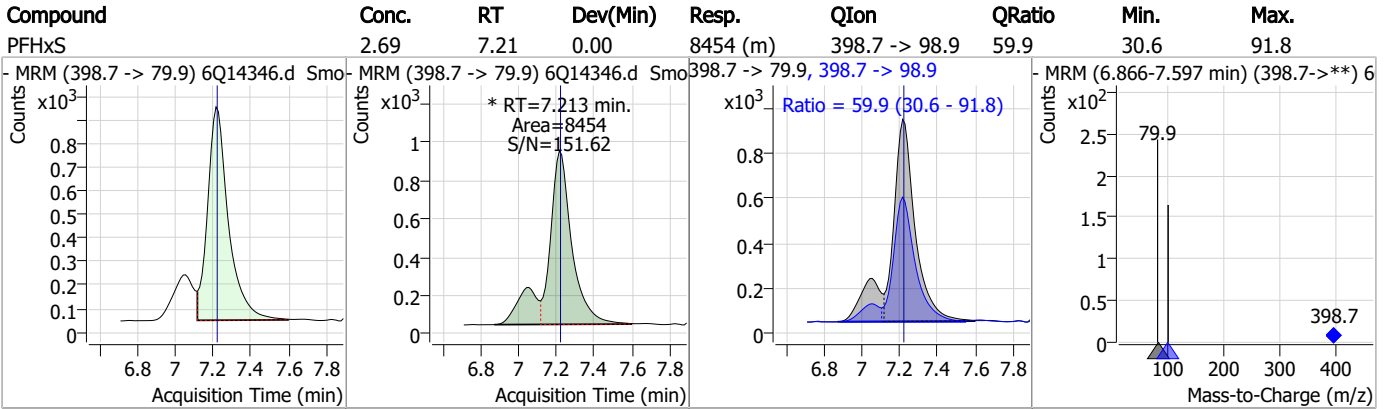 Compound Conc. RT Dev(Min) Resp. QIon QRatio Min. Max.
PFHxS 2.69 7.21 0.00 8454 (m) 398.7 -> 98.9 59.9 30.6 91.8
- MRM (398.7 -> 79.9) 6Q14346.d Smo
Counts
x10³
0.9
0.8
0.7
0.6
0.5
0.4
0.3
0.2
0.1
0
6.8 7 7.2 7.4 7.6 7.8
Acquisition Time (min)
- MRM (398.7 -> 79.9) 6Q14346.d Smo
Counts
x10³
* RT=7.213 min.
Area=8454
S/N=151.62
1
0.8
0.6
0.4
0.2
0
6.8 7 7.2 7.4 7.6 7.8
Acquisition Time (min)
398.7 -> 79.9, 398.7 -> 98.9
x10³
Ratio = 59.9 (30.6 - 91.8)
0.8
0.6
0.4
0.2
0
6.8 7 7.2 7.4 7.6 7.8
Acquisition Time (min)
- MRM (6.866-7.597 min) (398.7->**) 6
Counts
x10²
79.9
2.5
2
1.5
1
0.5
398.7
0
100 200 300 400
Mass-to-Charge (m/z)